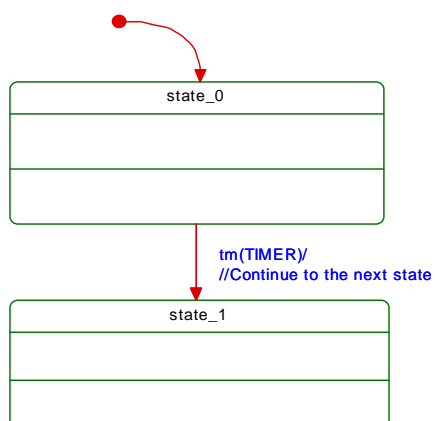 state_0
tm(TIMER)/
//Continue to the next state
state_1